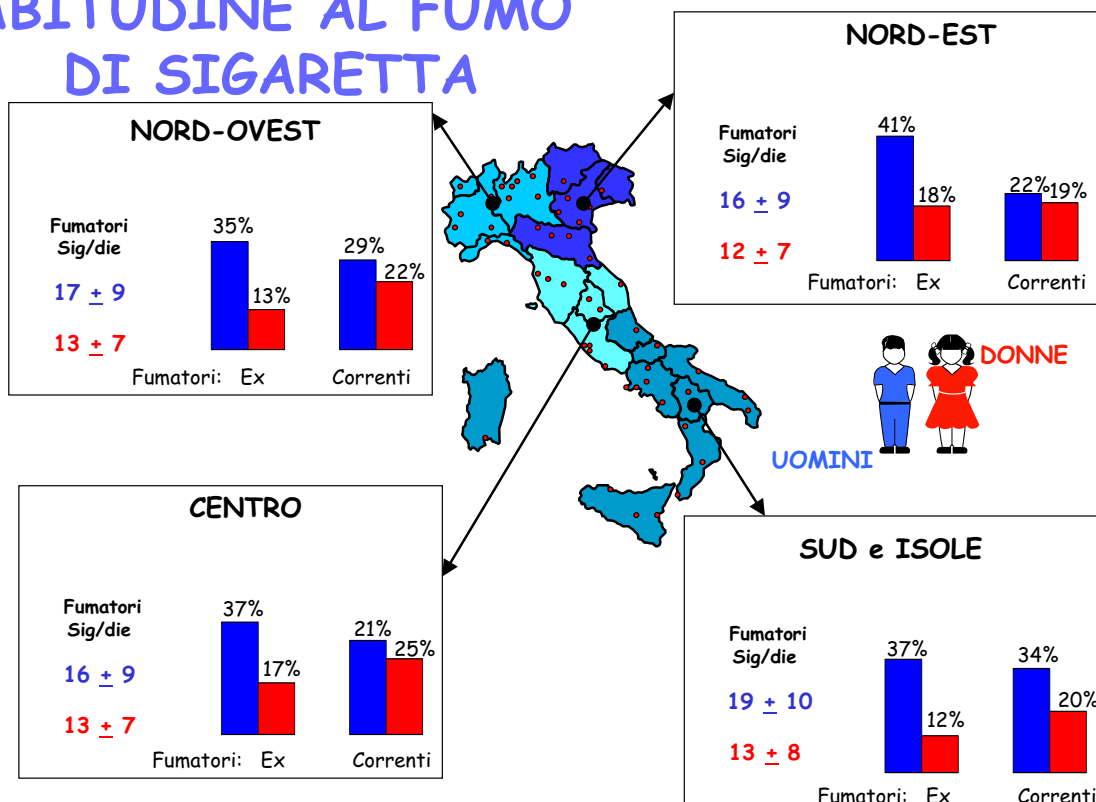 ABITUDINE AL FUMO
DI SIGARETTA
NORD-OVEST
Fumatori
Sig/die
17 + 9
13 + 7
35%
13%
29%
22%
Fumatori: Ex Correnti
NORD-EST
Fumatori
Sig/die
16 + 9
12 + 7
41%
18%
22%
19%
Fumatori: Ex Correnti
DONNE
UOMINI
CENTRO
Fumatori
Sig/die
16 + 9
13 + 7
37%
17%
21%
25%
Fumatori: Ex Correnti
SUD e ISOLE
Fumatori
Sig/die
19 + 10
13 + 8
37%
12%
34%
20%
Fumatori: Ex Correnti